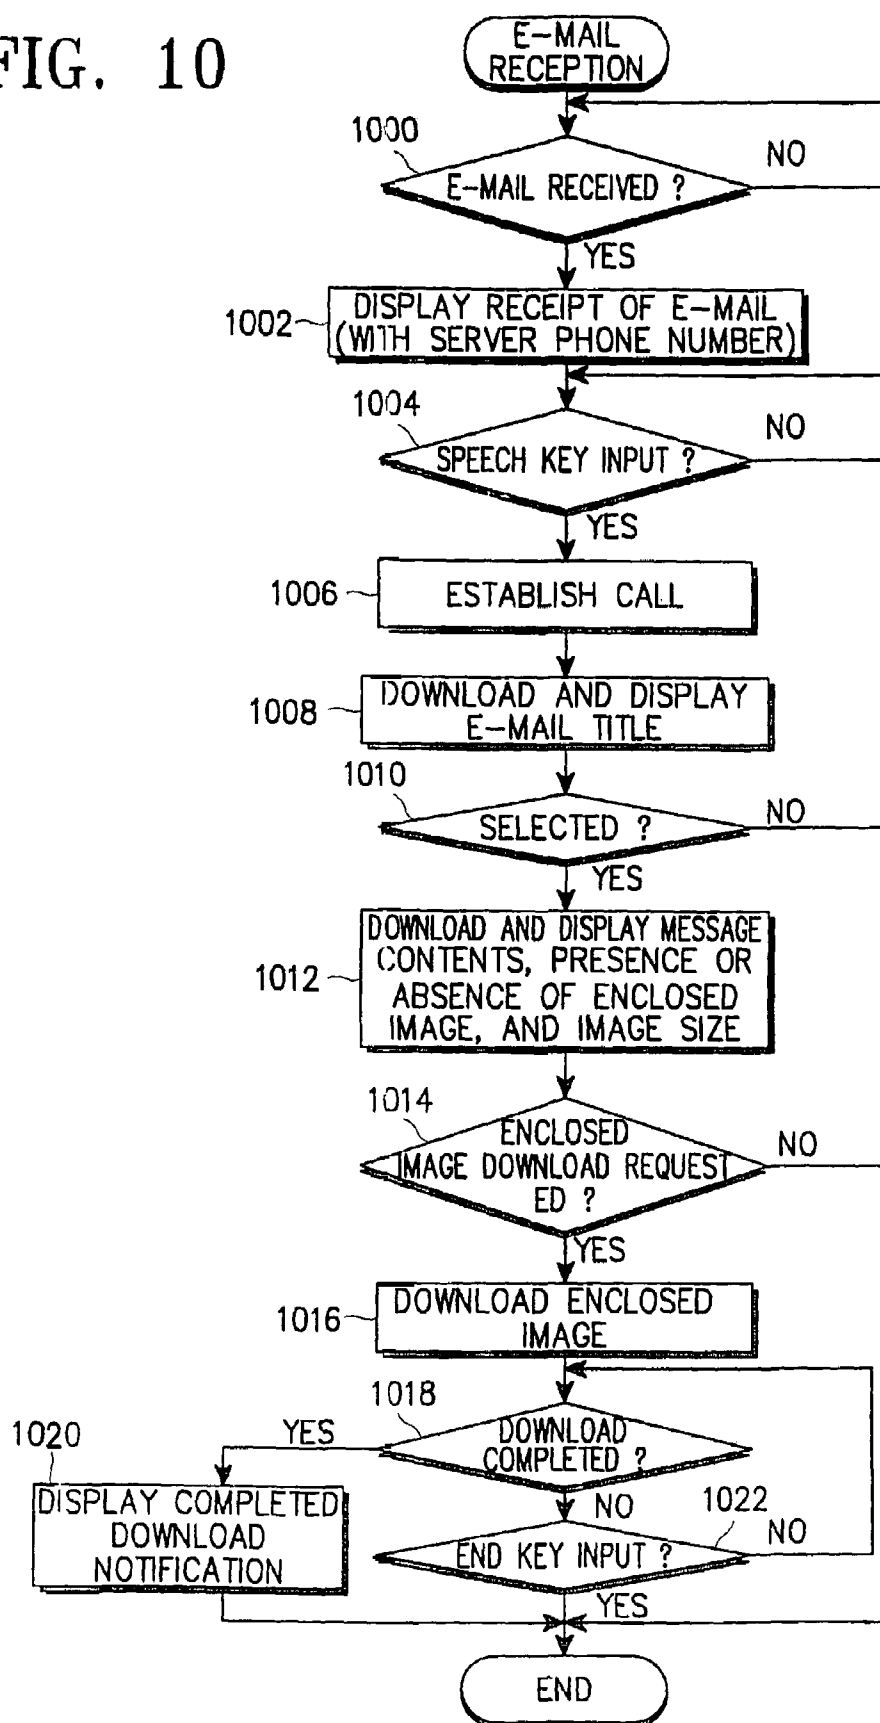 FIG. 10
E-MAIL
RECEPTION
1000
E-MAIL RECEIVED ?
NO
YES
1002
DISPLAY RECEIPT OF E-MAIL
(WITH SERVER PHONE NUMBER)
1004
SPEECH KEY INPUT ?
NO
YES
1006
ESTABLISH CALL
1008
DOWNLOAD AND DISPLAY
E-MAIL TITLE
1010
SELECTED ?
NO
YES
1012
DOWNLOAD AND DISPLAY MESSAGE
CONTENTS, PRESENCE OR
ABSENCE OF ENCLOSED
IMAGE, AND IMAGE SIZE
1014
ENCLOSED
IMAGE DOWNLOAD REQUEST
ED ?
NO
YES
1016
DOWNLOAD ENCLOSED
IMAGE
1018
DOWNLOAD
COMPLETED ?
YES
1020
DISPLAY COMPLETED
DOWNLOAD
NOTIFICATION
NO
1022
END KEY INPUT ?
NO
YES
END